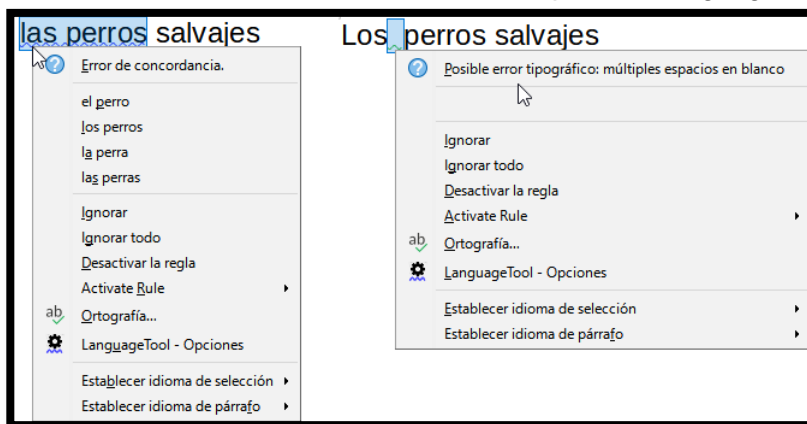 las perros salvajes
Error de concordancia.
el perro
los perros
la perra
las perras
Ignorar
Ignorar todo
Desactivar la regla
Activate Rule
Ortografía...
LanguageTool - Opciones
Establecer idioma de selección
Establecer idioma de párrafo
Los  perros salvajes
Posible error tipográfico: múltiples espacios en blanco
Ignorar
Ignorar todo
Desactivar la regla
Activate Rule
Ortografía...
LanguageTool - Opciones
Establecer idioma de selección
Establecer idioma de párrafo